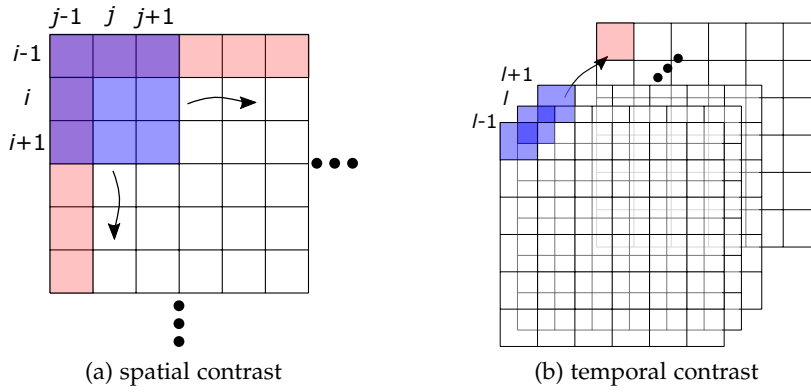 j-1 j j+1
i-1
i
i+1
(a) spatial contrast
l+1
l
l-1
(b) temporal contrast